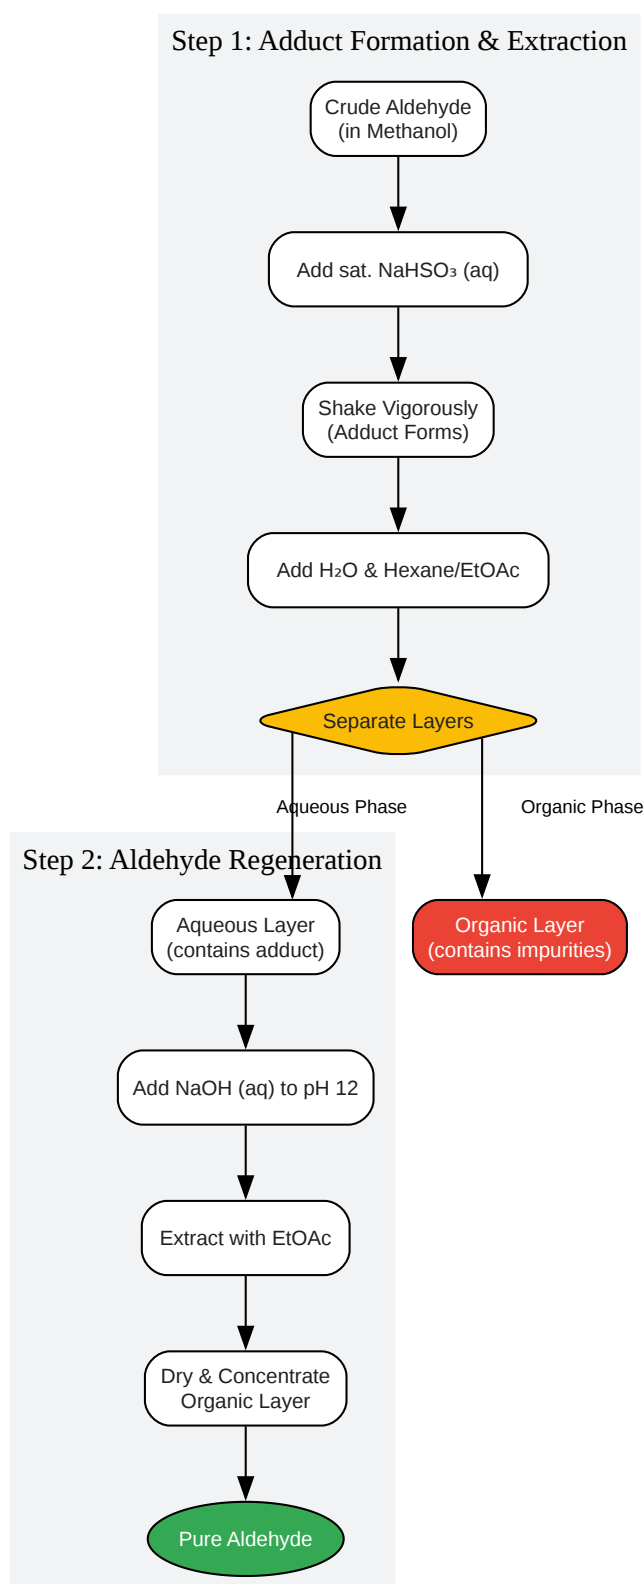 Step 1: Adduct Formation & Extraction
Crude Aldehyde
(in Methanol)
Add sat. NaHSO₃ (aq)
Shake Vigorously
(Adduct Forms)
Add H₂O & Hexane/EtOAc
Separate Layers
Aqueous Phase
Organic Phase
Step 2: Aldehyde Regeneration
Aqueous Layer
(contains adduct)
Organic Layer
(contains impurities)
Add NaOH (aq) to pH 12
Extract with EtOAc
Dry & Concentrate
Organic Layer
Pure Aldehyde